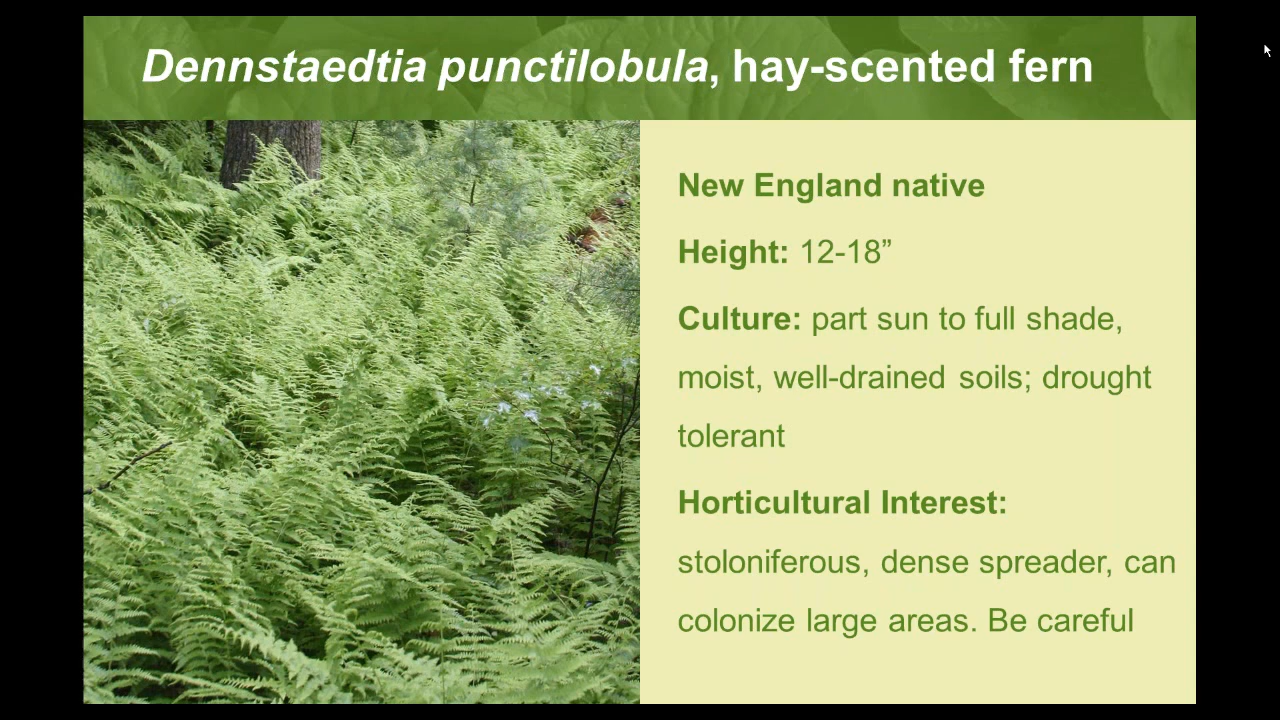 Dennstaedtia punctilobula, hay-scented fern
New England native
Height: 12-18”
Culture: part sun to full shade,
moist, well-drained soils; drought
tolerant
Horticultural Interest:
stoloniferous, dense spreader, can
colonize large areas. Be careful